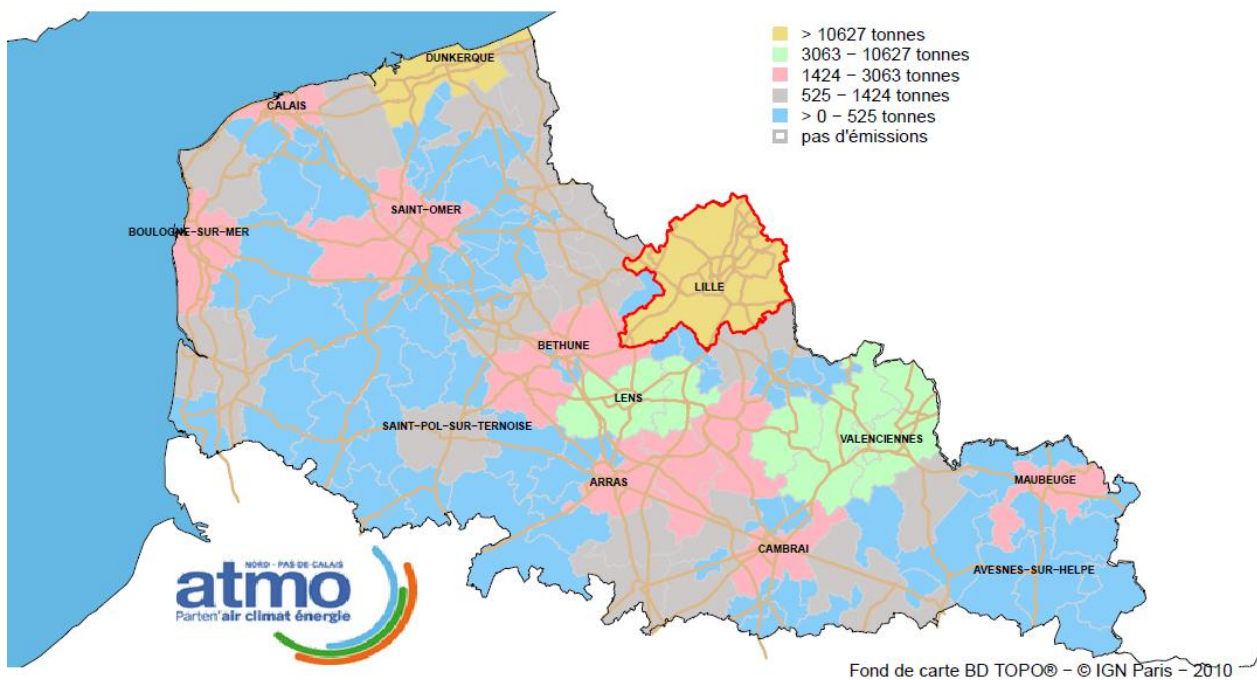 > 10627 tonnes
3063 − 10627 tonnes
1424 − 3063 tonnes
525 − 1424 tonnes
> 0 − 525 tonnes
pas d'émissions
DUNKERQUE
CALAIS
SAINT−OMER
BOULOGNE−SUR−MER
LILLE
BETHUNE
LENS
SAINT−POL−SUR−TERNOISE
VALENCIENNES
ARRAS
MAUBEUGE
CAMBRAI
AVESNES−SUR−HELPE
NORD - PAS-DE-CALAIS
atmo
Parten'air climat énergie
Fond de carte BD TOPO® − © IGN Paris − 2010